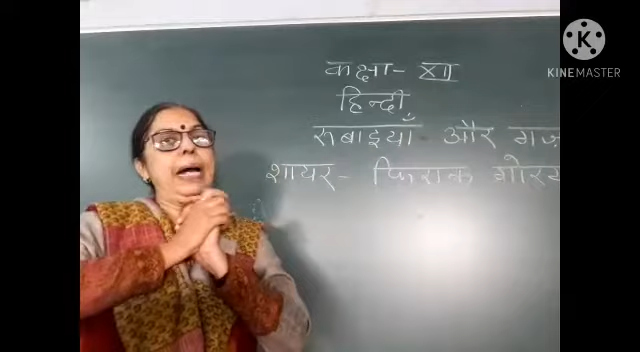 कक्षा - XII
हिन्दी
रुबाइयाँ और
शायर - फिराक
KINEMASTER